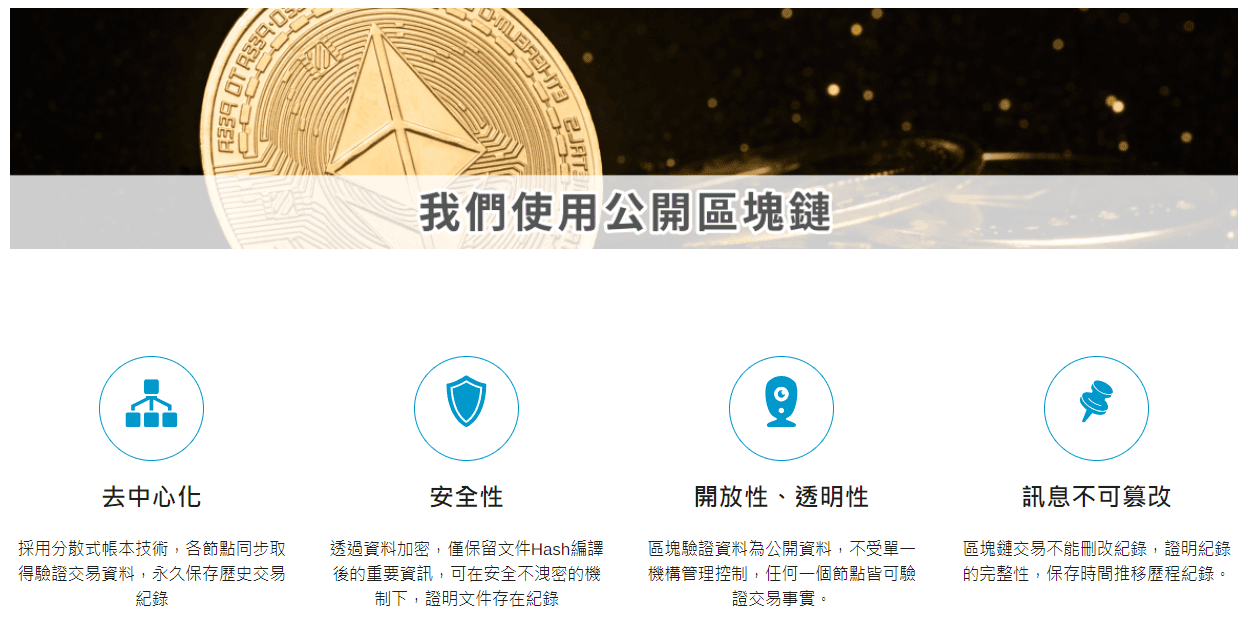 我們使用公開區塊鏈
去中心化
採用分散式帳本技術，各節點同步取
得驗證交易資料，永久保存歷史交易
紀錄
安全性
透過資料加密，僅保留文件Hash編譯
後的重要資訊，可在安全不洩密的機
制下，證明文件存在紀錄
開放性、透明性
區塊驗證資料為公開資料，不受單一
機構管理控制，任何一個節點皆可驗
證交易事實。
訊息不可篡改
區塊鏈交易不能刪改紀錄，證明紀錄
的完整性，保存時間推移歷程紀錄。